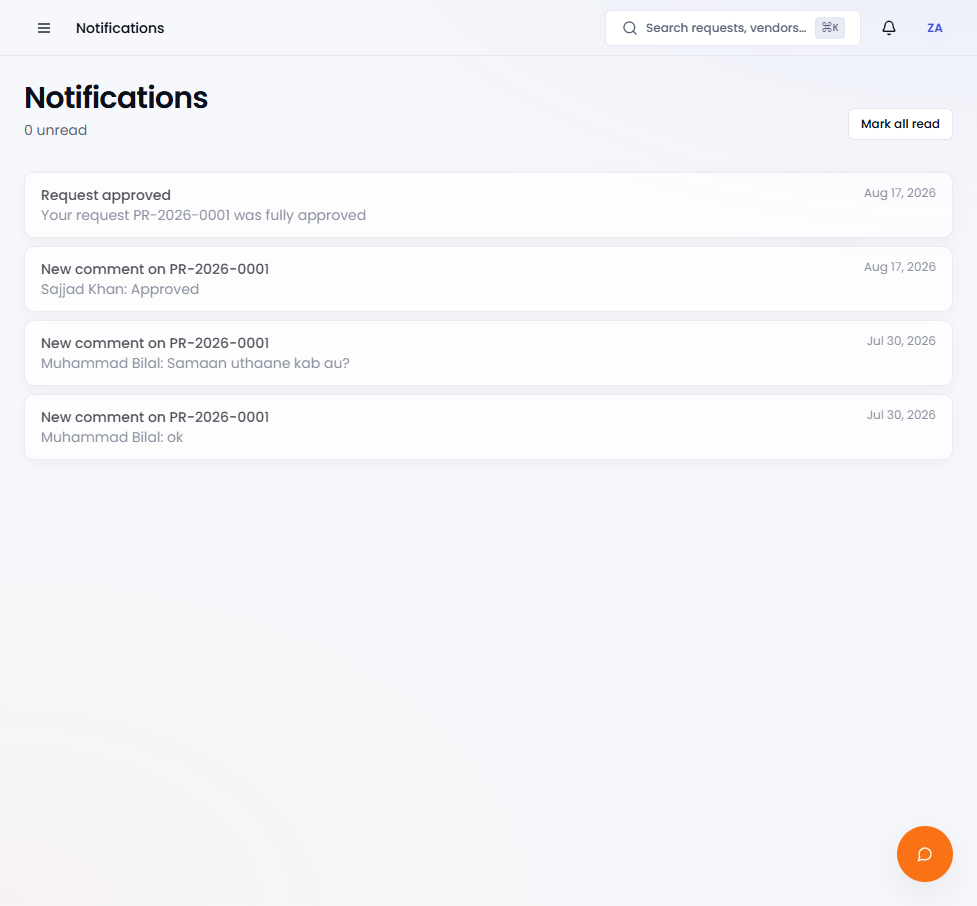 Notifications
Search requests, vendors... ⌘K
ZA
Notifications
0 unread
Mark all read
Request approved
Aug 17, 2026
Your request PR-2026-0001 was fully approved
New comment on PR-2026-0001
Aug 17, 2026
Sajjad Khan: Approved
New comment on PR-2026-0001
Jul 30, 2026
Muhammad Bilal: Samaan uthaane kab au?
New comment on PR-2026-0001
Jul 30, 2026
Muhammad Bilal: ok